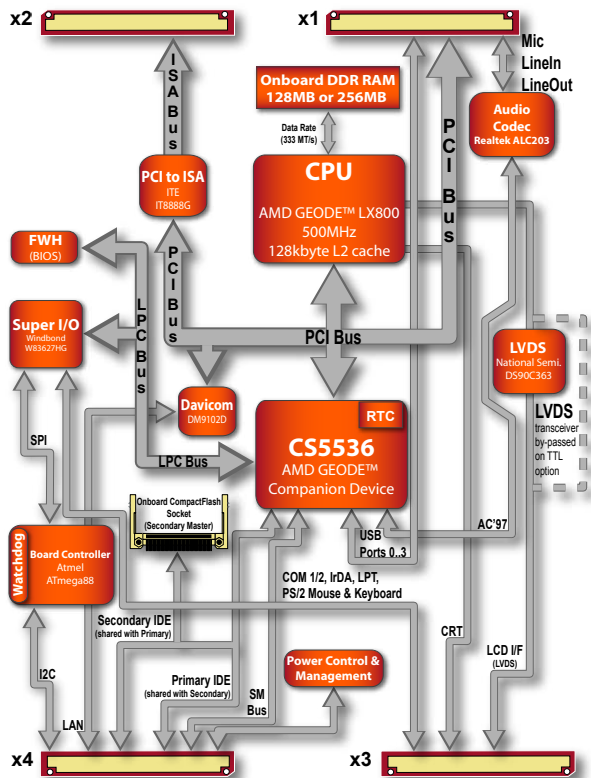 x2
x1
Mic
LineIn
LineOut
ISA Bus
Onboard DDR RAM
128MB or 256MB
Data Rate
(333 MT/s)
Audio
Codec
Realtek ALC203
PCI Bus
CPU
AMD GEODE™ LX800
500MHz
128kbyte L2 cache
PCI to ISA
ITE
IT8888G
FWH
(BIOS)
PCI Bus
LPC Bus
Super I/O
Windbond
W83627HG
PCI Bus
LVDS
National Semi.
DS90C363
LVDS
transceiver
by-passed
on TTL
option
Davicom
DM9102D
RTC
CS5536
AMD GEODE™
Companion Device
SPI
LPC Bus
Onboard CompactFlash
Socket
(Secondary Master)
USB
Ports 0..3
AC'97
Watchdog
Board Controller
Atmel
ATmega88
COM 1/2, IrDA, LPT,
PS/2 Mouse & Keyboard
Secondary IDE
(shared with Primary)
CRT
LCD I/F
(LVDS)
I2C
Primary IDE
(shared with Secondary)
Power Control &
Management
SM
Bus
LAN
x4
x3